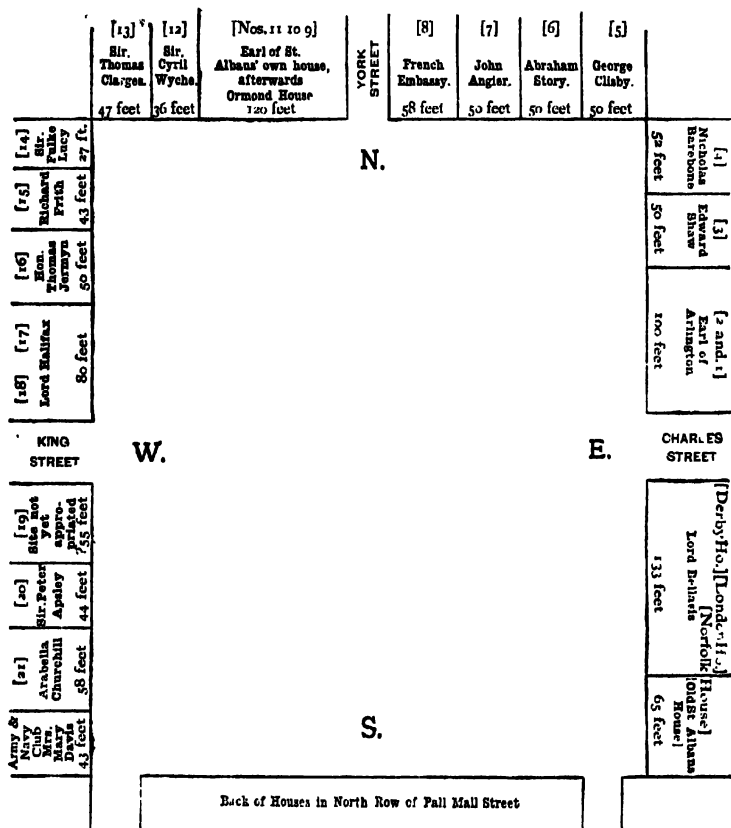 [13]
Sir.
Thomas
Clarges.
47 feet
[12]
Sir,
Cyril
Wyche.
36 feet
[Nos. 11 to 9]
Earl of St.
Albans' own house,
afterwards
Ormond House
120 feet
YORK
STREET
[8]
French
Embassy.
58 feet
[7]
John
Angier.
50 feet
[6]
Abraham
Story.
50 feet
[5]
George
Clisby.
50 feet
[14]
Sir.
Fulke
Lucy
27 ft.
[15]
Richard
Frith
43 feet
[16]
Hon.
Thomas
Jermyn
50 feet
[18] [17]
Lord Halifax
80 feet
KING
STREET
[19]
Site not
yet
appro-
priated
?55 feet
[20]
Sir. Peter
Apsley
44 feet
[21]
Arabella
Churchill
58 feet
Army &
Navy
Club
Mrs.
Mary
Davis
43 feet
N.
W.
E.
S.
Nicholas
Barebone
52 feet
[3]
Edward
Shaw
50 feet
[2 and 1]
Earl of
Arlington
100 feet
CHARLES
STREET
[Derby Ho.] [London Ho.]
[Norfolk House]
Lord Bellasis
133 feet
[Old St Albans
House]
65 feet
Back of Houses in North Row of Pall Mall Street